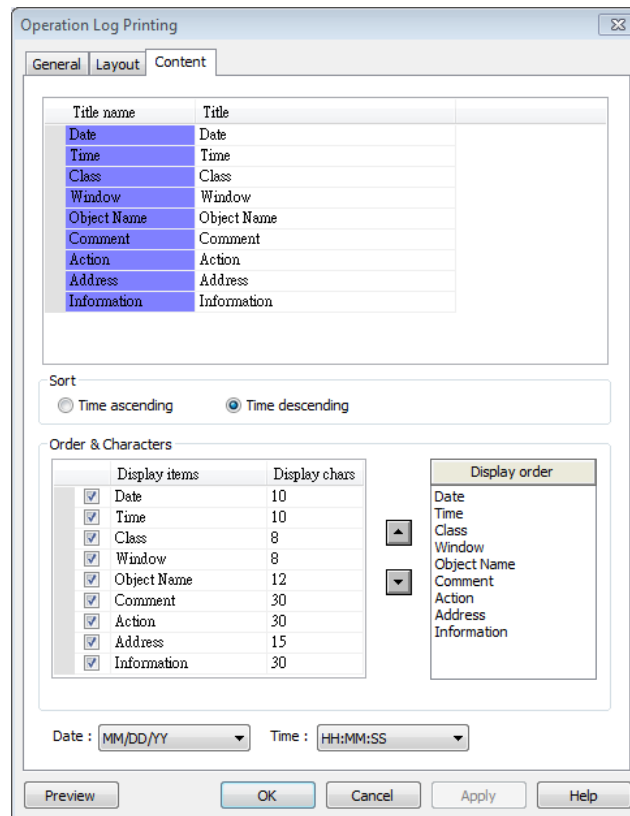 Operation Log Printing
General Layout Content
Title name Title
Date Date
Time Time
Class Class
Window Window
Object Name Object Name
Comment Comment
Action Action
Address Address
Information Information
Sort
Time ascending Time descending
Order & Characters
Display items Display chars
Date 10
Time 10
Class 8
Window 8
Object Name 12
Comment 30
Action 30
Address 15
Information 30
Display order
Date
Time
Class
Window
Object Name
Comment
Action
Address
Information
Date : MM/DD/YY Time : HH:MM:SS
Preview OK Cancel Apply Help